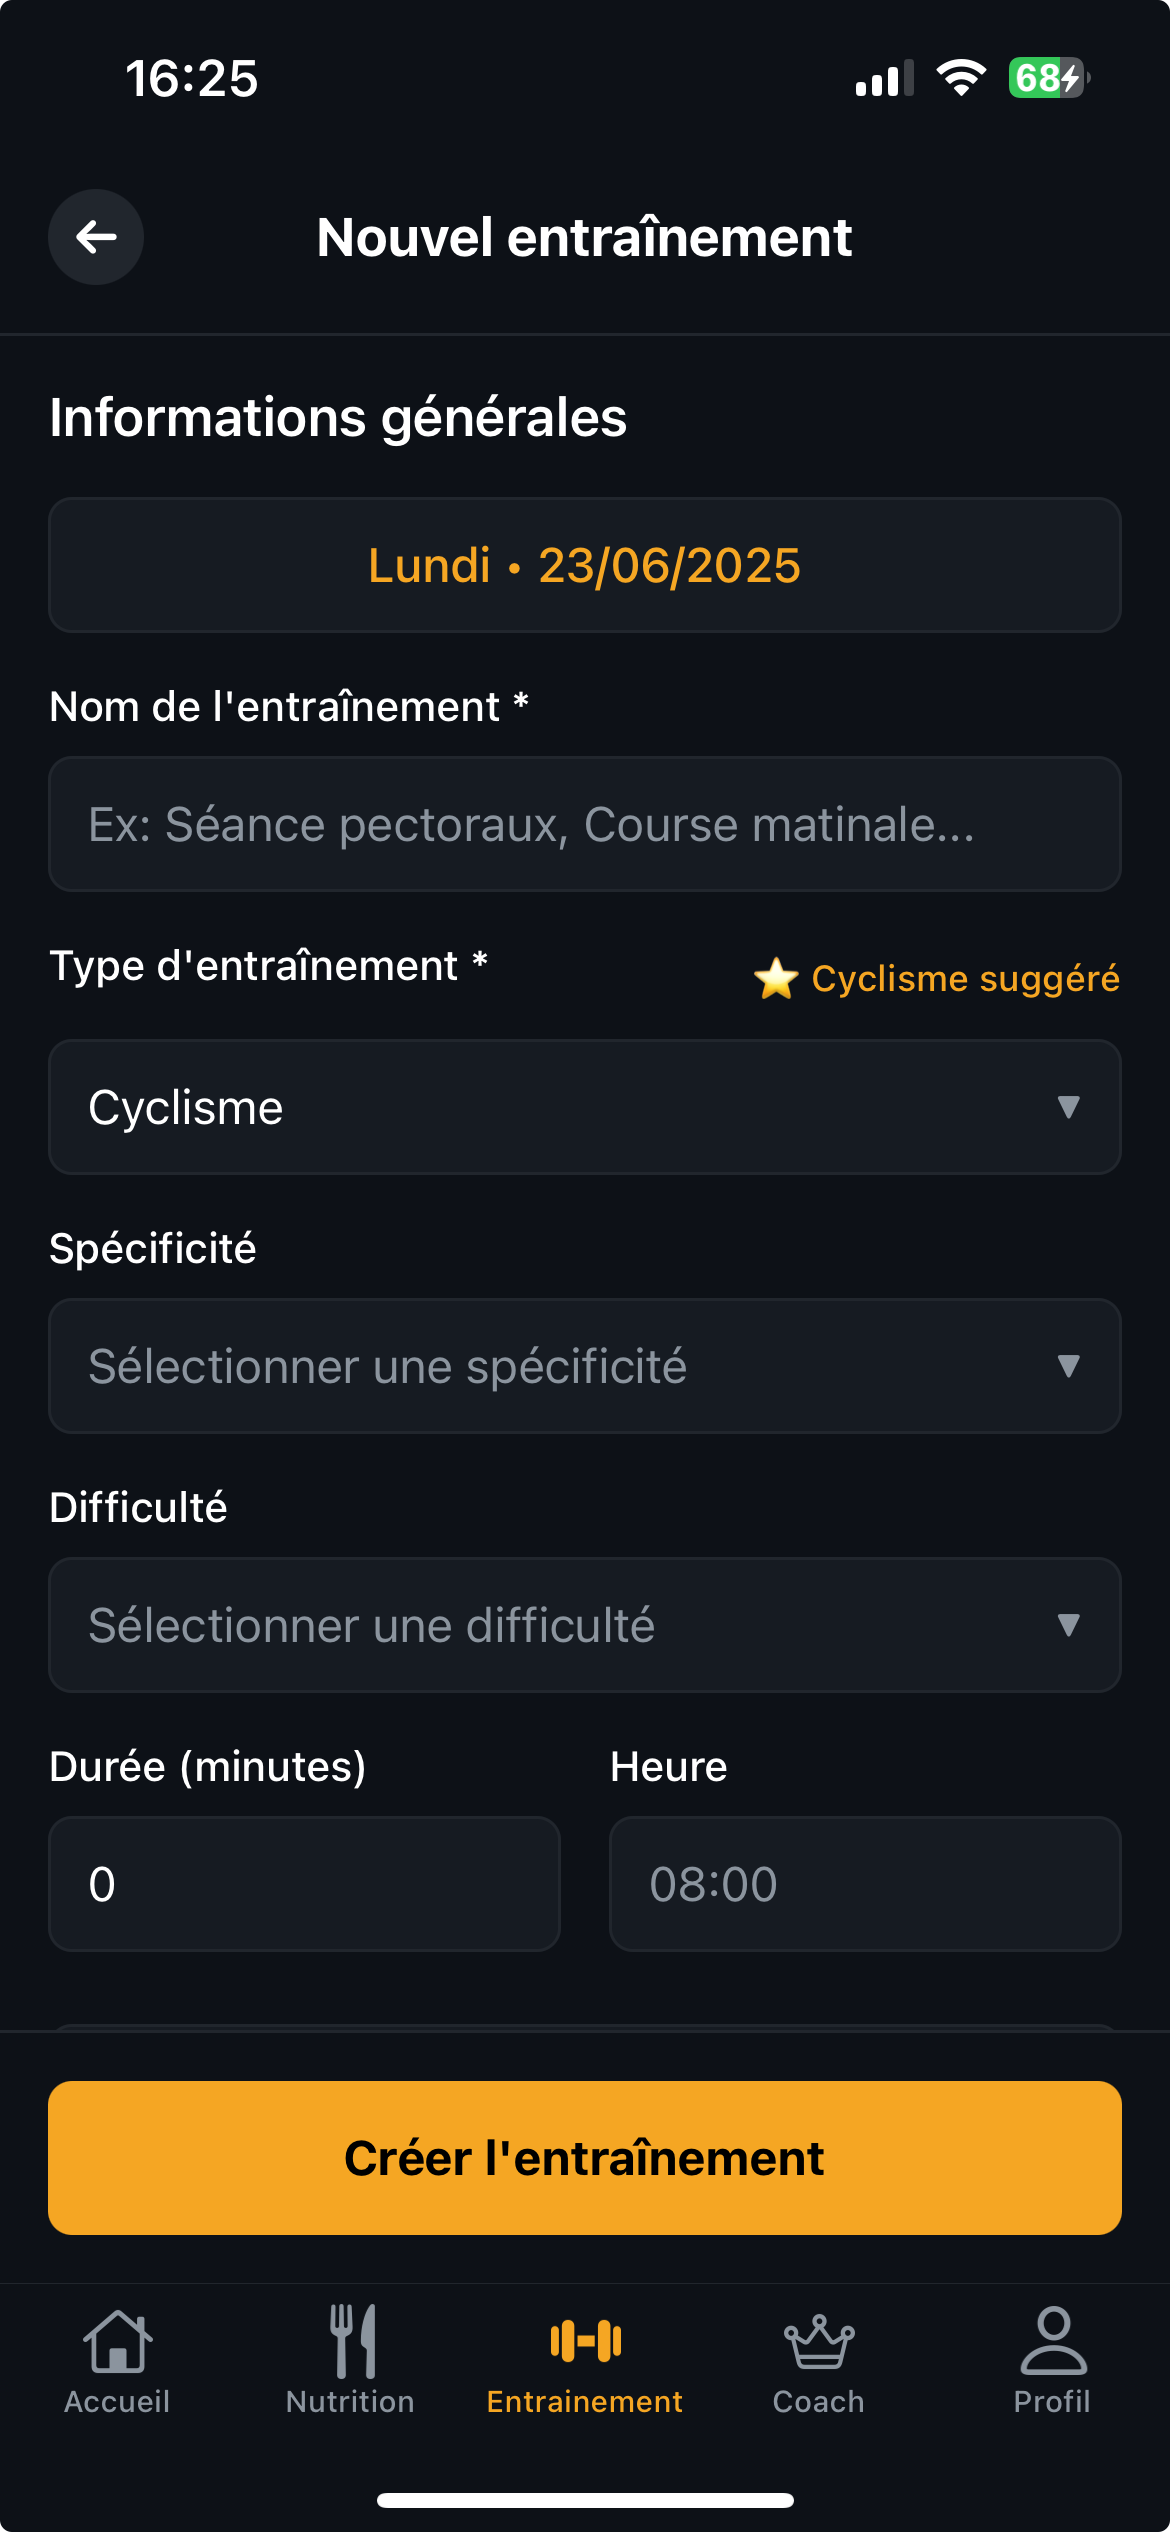 16:25
68
Nouvel entraînement
Informations générales
Lundi • 23/06/2025
Nom de l'entraînement *
Ex: Séance pectoraux, Course matinale...
Type d'entraînement *
⭐ Cyclisme suggéré
Cyclisme
Spécificité
Sélectionner une spécificité
Difficulté
Sélectionner une difficulté
Durée (minutes)
Heure
0
08:00
Créer l'entraînement
Accueil
Nutrition
Entrainement
Coach
Profil